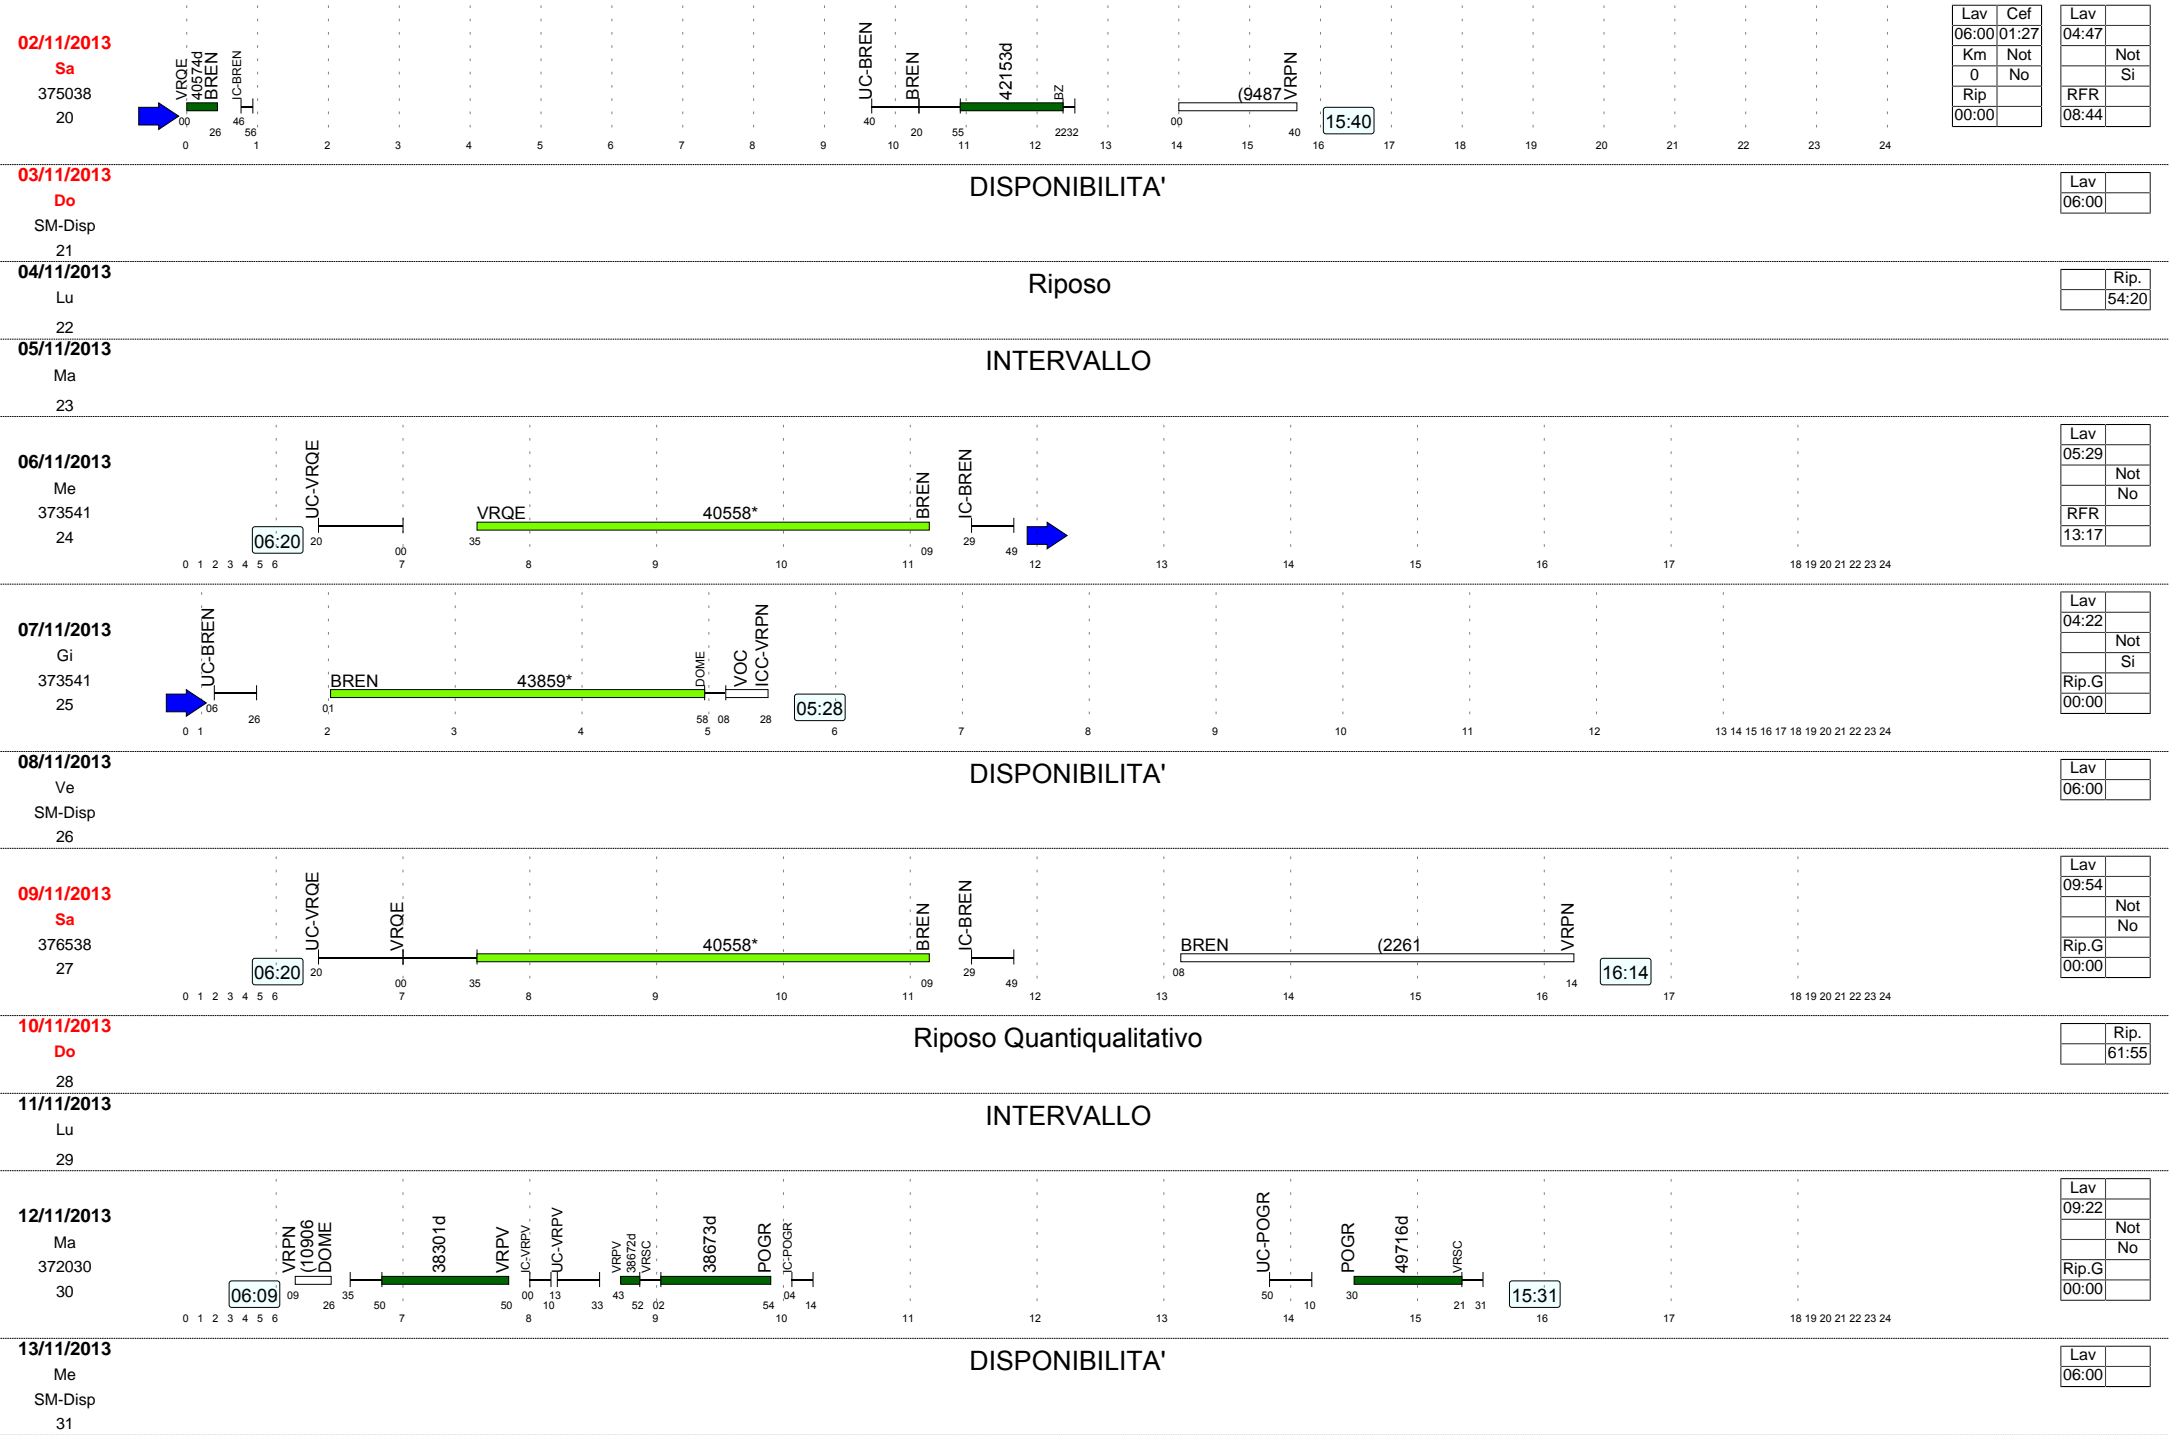 02/11/2013
Sa
375038
20
VRQE
40574d
BREN
IC-BREN
UC-BREN
BREN
42153d
BZ
(9487
VRPN
00 26 46 56 40 20 55 2232 00 40
15:40
0 1 2 3 4 5 6 7 8 9 10 11 12 13 14 15 16 17 18 19 20 21 22 23 24
Lav Cef
06:00 01:27
Km Not
0 No
Rip
00:00
Lav
04:47
Not
Si
RFR
08:44
03/11/2013
Do
SM-Disp
21
DISPONIBILITA'
Lav
06:00
04/11/2013
Lu
22
Riposo
Rip.
54:20
05/11/2013
Ma
23
INTERVALLO
06/11/2013
Me
373541
24
06:20
UC-VRQE
VRQE
40558*
BREN
IC-BREN
20 00 35 09 29 49
0 1 2 3 4 5 6 7 8 9 10 11 12 13 14 15 16 17 18 19 20 21 22 23 24
Lav
05:29
Not
No
RFR
13:17
07/11/2013
Gi
373541
25
UC-BREN
BREN
43859*
DOME
VOC
ICC-VRPN
06 26 01 58 08 28
05:28
0 1 2 3 4 5 6 7 8 9 10 11 12 13 14 15 16 17 18 19 20 21 22 23 24
Lav
04:22
Not
Si
Rip.G
00:00
08/11/2013
Ve
SM-Disp
26
DISPONIBILITA'
Lav
06:00
09/11/2013
Sa
376538
27
06:20
UC-VRQE
VRQE
40558*
BREN
IC-BREN
BREN
(2261
VRPN
20 00 35 09 29 49 08 14
16:14
0 1 2 3 4 5 6 7 8 9 10 11 12 13 14 15 16 17 18 19 20 21 22 23 24
Lav
09:54
Not
No
Rip.G
00:00
10/11/2013
Do
28
Riposo Quantiqualitativo
Rip.
61:55
11/11/2013
Lu
29
INTERVALLO
12/11/2013
Ma
372030
30
06:09
VRPN
(10906
DOME
38301d
VRPV
IC-VRPV
UC-VRPV
VRPV
38672d
VRSC
38673d
POGR
IC-POGR
UC-POGR
POGR
49716d
VRSC
09 26 35 50 50 00 10 13 33 43 52 02 54 04 14 50 10 30 21 31
15:31
0 1 2 3 4 5 6 7 8 9 10 11 12 13 14 15 16 17 18 19 20 21 22 23 24
Lav
09:22
Not
No
Rip.G
00:00
13/11/2013
Me
SM-Disp
31
DISPONIBILITA'
Lav
06:00